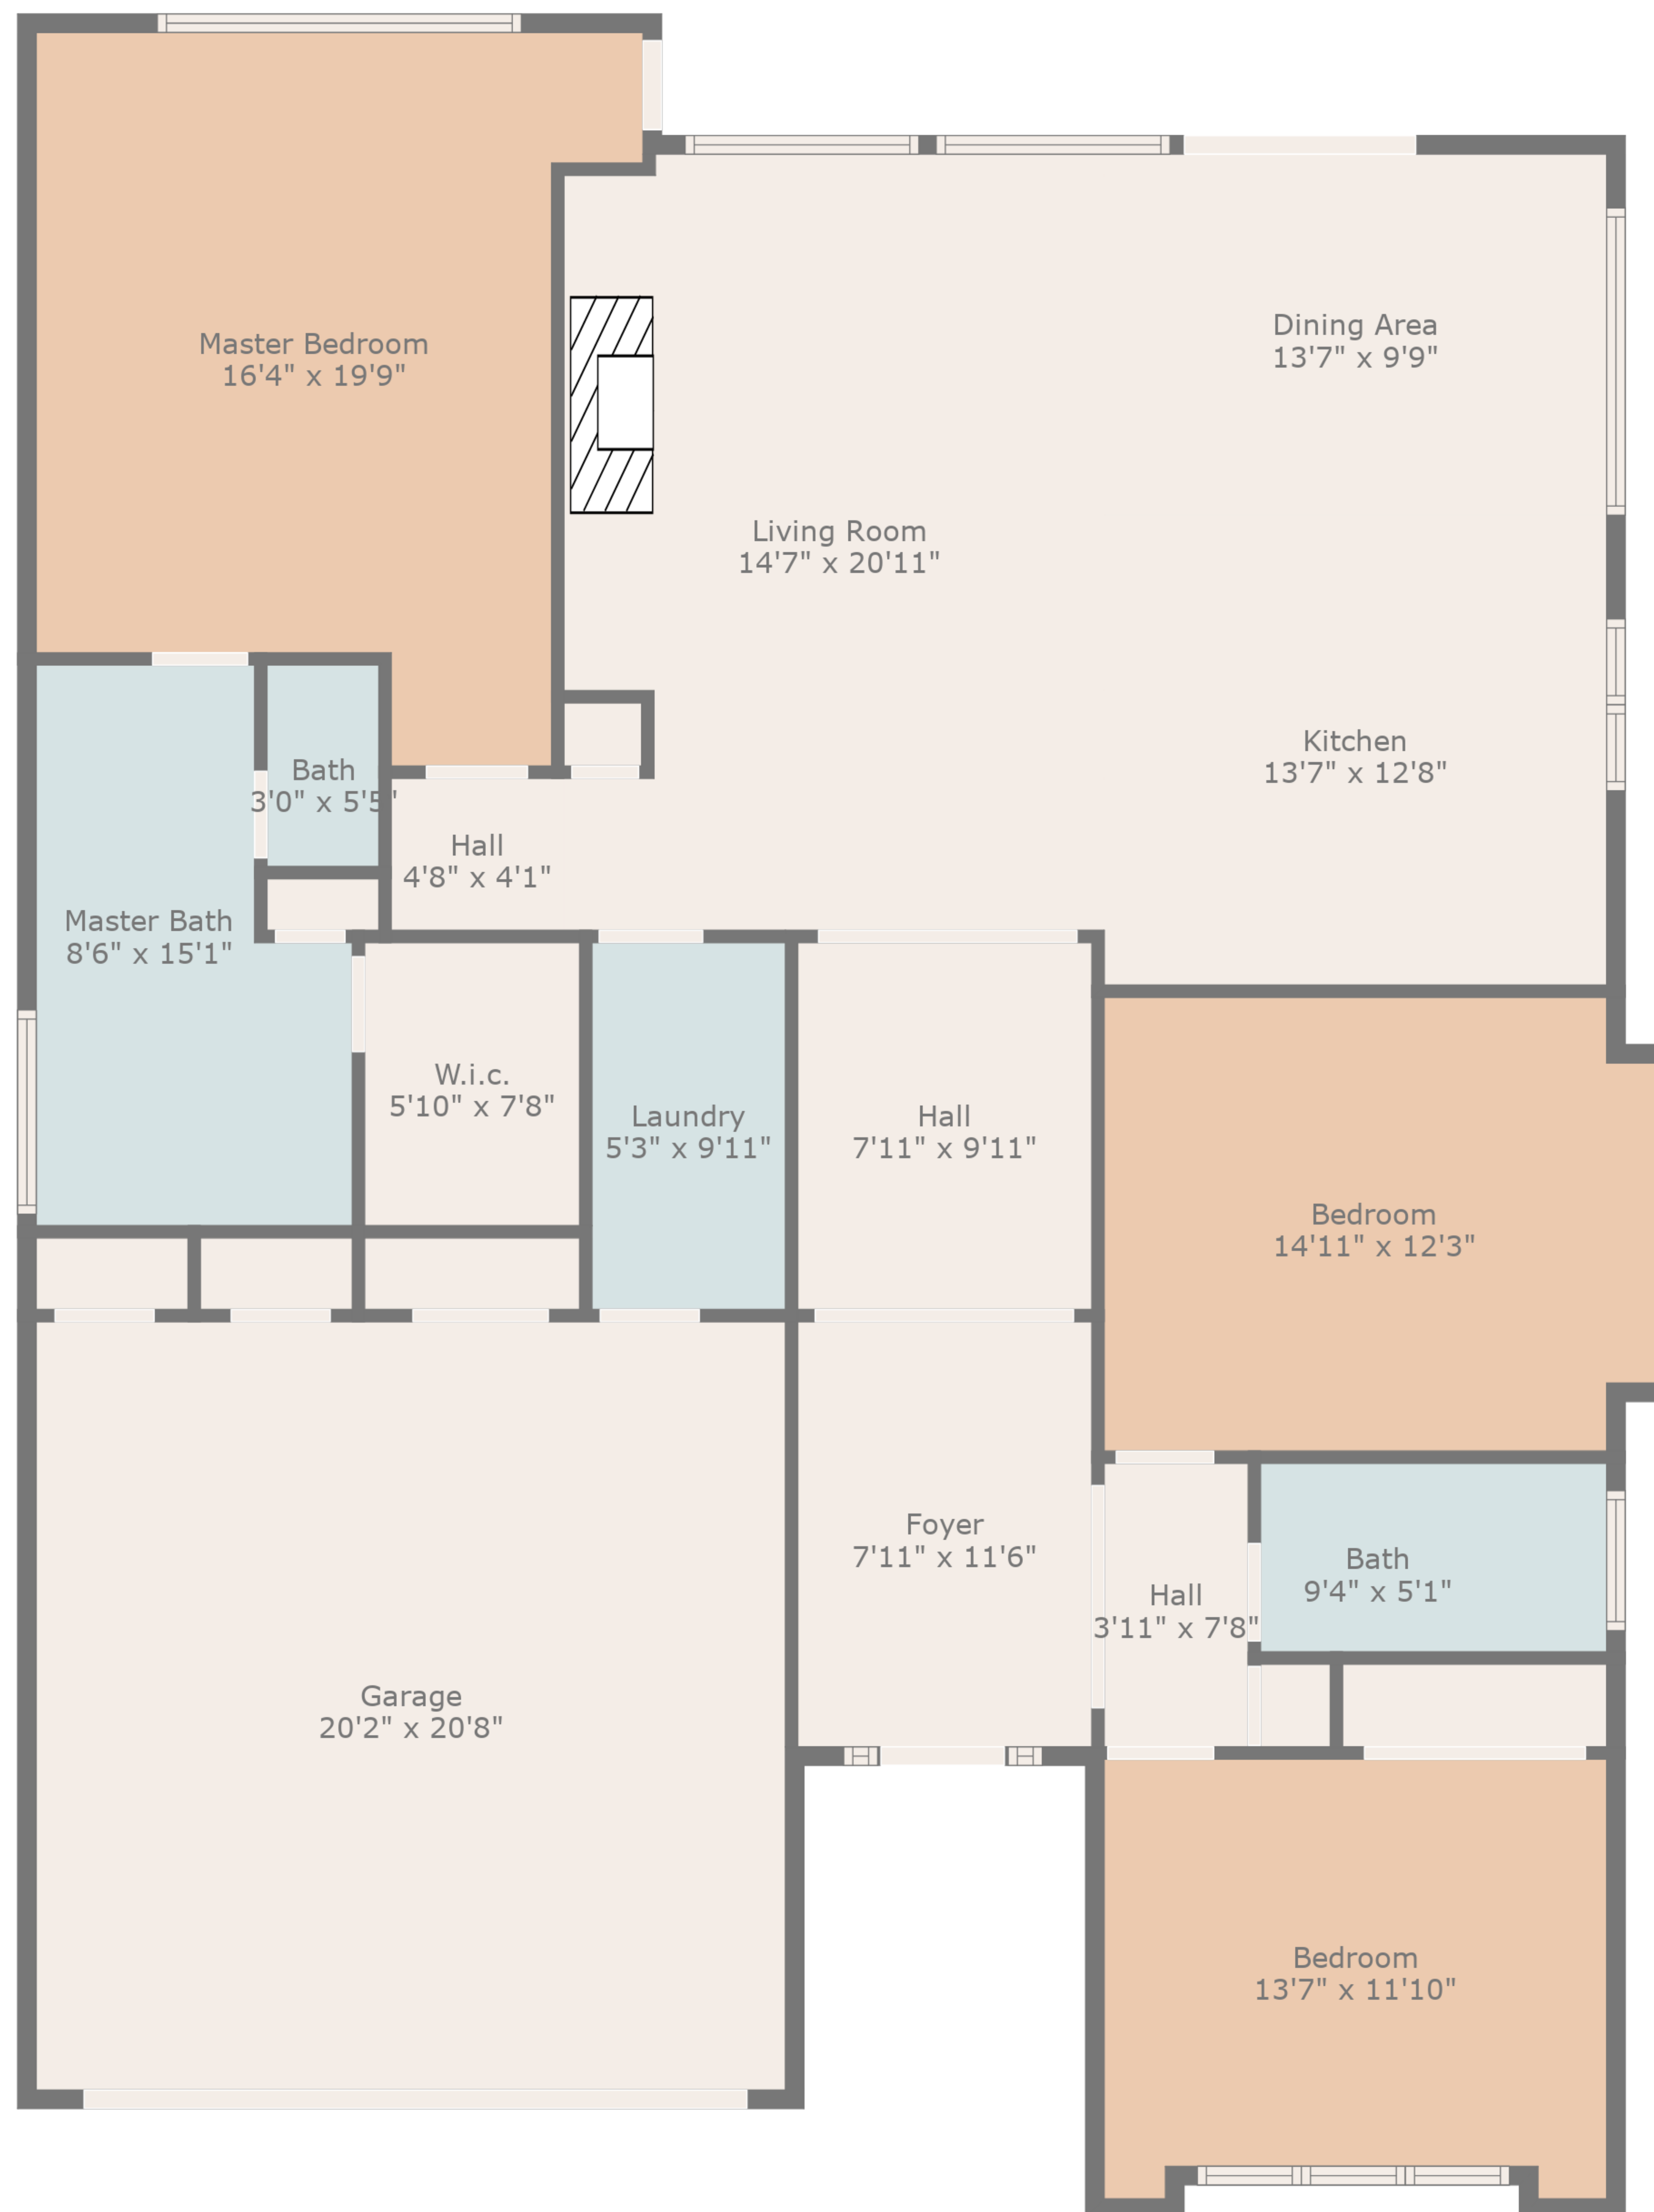 Master Bedroom
16'4" x 19'9"
Dining Area
13'7" x 9'9"
Living Room
14'7" x 20'11"
Kitchen
13'7" x 12'8"
Bath
3'0" x 5'5"
Hall
4'8" x 4'1"
Master Bath
8'6" x 15'1"
W.i.c.
5'10" x 7'8"
Laundry
5'3" x 9'11"
Hall
7'11" x 9'11"
Bedroom
14'11" x 12'3"
Foyer
7'11" x 11'6"
Bath
9'4" x 5'1"
Hall
3'11" x 7'8"
Garage
20'2" x 20'8"
Bedroom
13'7" x 11'10"